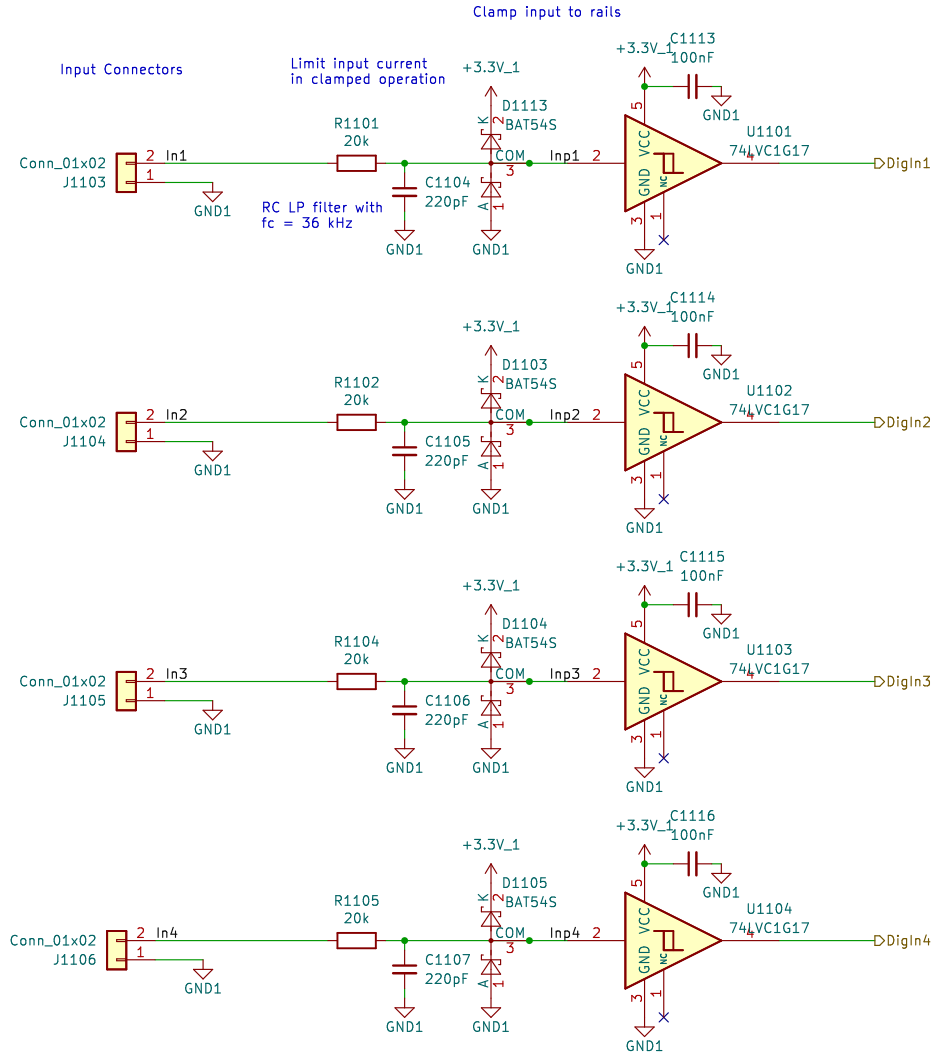 Clamp input to rails
Input Connectors
Limit input current
in clamped operation
+3.3V_1
+3.3V_1
C1113
100nF
GND1
D1113
BAT54S
K
2
COM
3
A
1
GND1
R1101
20k
Conn_01x02
J1103
2
1
In1
GND1
C1104
220pF
GND1
RC LP filter with
fc = 36 kHz
Inp1
2
5
VCC
GND
NC
3
1
U1101
74LVC1G17
4
DigIn1
GND1
+3.3V_1
+3.3V_1
C1114
100nF
GND1
D1103
BAT54S
K
2
COM
3
A
1
GND1
R1102
20k
Conn_01x02
J1104
2
1
In2
GND1
C1105
220pF
GND1
Inp2
2
5
VCC
GND
NC
3
1
U1102
74LVC1G17
4
DigIn2
GND1
+3.3V_1
+3.3V_1
C1115
100nF
GND1
D1104
BAT54S
K
2
COM
3
A
1
GND1
R1104
20k
Conn_01x02
J1105
2
1
In3
GND1
C1106
220pF
GND1
Inp3
2
5
VCC
GND
NC
3
1
U1103
74LVC1G17
4
DigIn3
GND1
+3.3V_1
+3.3V_1
C1116
100nF
GND1
D1105
BAT54S
K
2
COM
3
A
1
GND1
R1105
20k
Conn_01x02
J1106
2
1
In4
GND1
C1107
220pF
GND1
Inp4
2
5
VCC
GND
NC
3
1
U1104
74LVC1G17
4
DigIn4
GND1